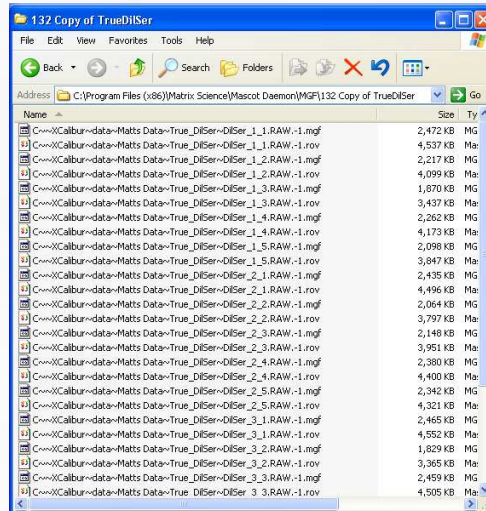 132 Copy of TrueDilSer
File Edit View Favorites Tools Help
Back Search Folders
Address C:\Program Files (x86)\Matrix Science\Mascot Daemon\MGF\132 Copy of TrueDilSer Go
Name Size Ty
C~~~XCalibur~data~Matts Data~True_DilSer~DilSer_1_1.RAW.-1.mgf 2,472 KB MG
C~~~XCalibur~data~Matts Data~True_DilSer~DilSer_1_1.RAW.-1.rov 4,537 KB Ma:
C~~~XCalibur~data~Matts Data~True_DilSer~DilSer_1_2.RAW.-1.mgf 2,217 KB MG
C~~~XCalibur~data~Matts Data~True_DilSer~DilSer_1_2.RAW.-1.rov 4,099 KB Ma:
C~~~XCalibur~data~Matts Data~True_DilSer~DilSer_1_3.RAW.-1.mgf 1,870 KB MG
C~~~XCalibur~data~Matts Data~True_DilSer~DilSer_1_3.RAW.-1.rov 3,437 KB Ma:
C~~~XCalibur~data~Matts Data~True_DilSer~DilSer_1_4.RAW.-1.mgf 2,262 KB MG
C~~~XCalibur~data~Matts Data~True_DilSer~DilSer_1_4.RAW.-1.rov 4,173 KB Ma:
C~~~XCalibur~data~Matts Data~True_DilSer~DilSer_1_5.RAW.-1.mgf 2,098 KB MG
C~~~XCalibur~data~Matts Data~True_DilSer~DilSer_1_5.RAW.-1.rov 3,847 KB Ma:
C~~~XCalibur~data~Matts Data~True_DilSer~DilSer_2_1.RAW.-1.mgf 2,435 KB MG
C~~~XCalibur~data~Matts Data~True_DilSer~DilSer_2_1.RAW.-1.rov 4,496 KB Ma:
C~~~XCalibur~data~Matts Data~True_DilSer~DilSer_2_2.RAW.-1.mgf 2,064 KB MG
C~~~XCalibur~data~Matts Data~True_DilSer~DilSer_2_2.RAW.-1.rov 3,797 KB Ma:
C~~~XCalibur~data~Matts Data~True_DilSer~DilSer_2_3.RAW.-1.mgf 2,148 KB MG
C~~~XCalibur~data~Matts Data~True_DilSer~DilSer_2_3.RAW.-1.rov 3,951 KB Ma:
C~~~XCalibur~data~Matts Data~True_DilSer~DilSer_2_4.RAW.-1.mgf 2,380 KB MG
C~~~XCalibur~data~Matts Data~True_DilSer~DilSer_2_4.RAW.-1.rov 4,400 KB Ma:
C~~~XCalibur~data~Matts Data~True_DilSer~DilSer_2_5.RAW.-1.mgf 2,342 KB MG
C~~~XCalibur~data~Matts Data~True_DilSer~DilSer_2_5.RAW.-1.rov 4,321 KB Ma:
C~~~XCalibur~data~Matts Data~True_DilSer~DilSer_3_1.RAW.-1.mgf 2,465 KB MG
C~~~XCalibur~data~Matts Data~True_DilSer~DilSer_3_1.RAW.-1.rov 4,552 KB Ma:
C~~~XCalibur~data~Matts Data~True_DilSer~DilSer_3_2.RAW.-1.mgf 1,829 KB MG
C~~~XCalibur~data~Matts Data~True_DilSer~DilSer_3_2.RAW.-1.rov 3,365 KB Ma:
C~~~XCalibur~data~Matts Data~True_DilSer~DilSer_3_3.RAW.-1.mgf 2,459 KB MG
C~~~XCalibur~data~Matts Data~True_DilSer~DilSer_3_3.RAW.-1.rov 4,505 KB Ma: